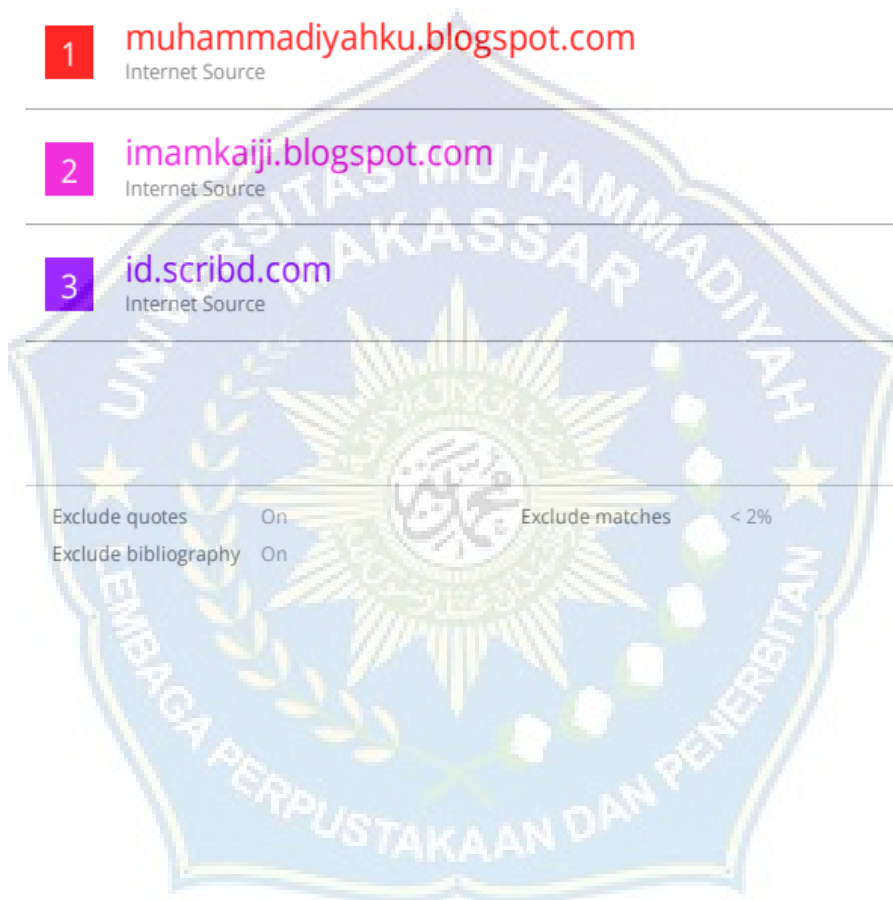 1 muhammadiyahku.blogspot.com
Internet Source
2 imamkaiji.blogspot.com
Internet Source
3 id.scribd.com
Internet Source
UNIVERSITAS MUHAMMADIYAH
MAKASSAR
Exclude quotes On Exclude matches < 2%
Exclude bibliography On
EMBAGA PERPUSTAKAAN DAN PENERBITAN